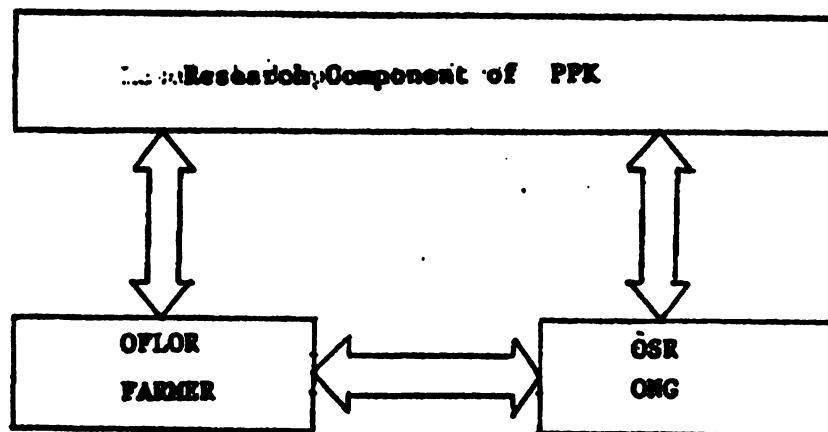 Research Component of PPK
OFLOR
FARMER
OSR
ONG